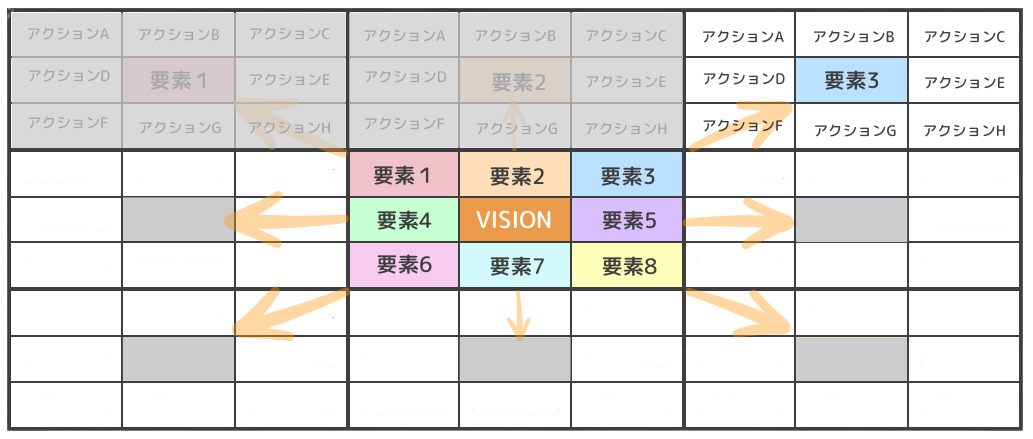 アクションA アクションB アクションC アクションA アクションB アクションC アクションA アクションB アクションC
アクションD 要素１ アクションE アクションD 要素2 アクションE アクションD 要素3 アクションE
アクションF アクションG アクションH アクションF アクションG アクションH アクションF アクションG アクションH
要素１ 要素2 要素3
要素4 VISION 要素5
要素6 要素7 要素8